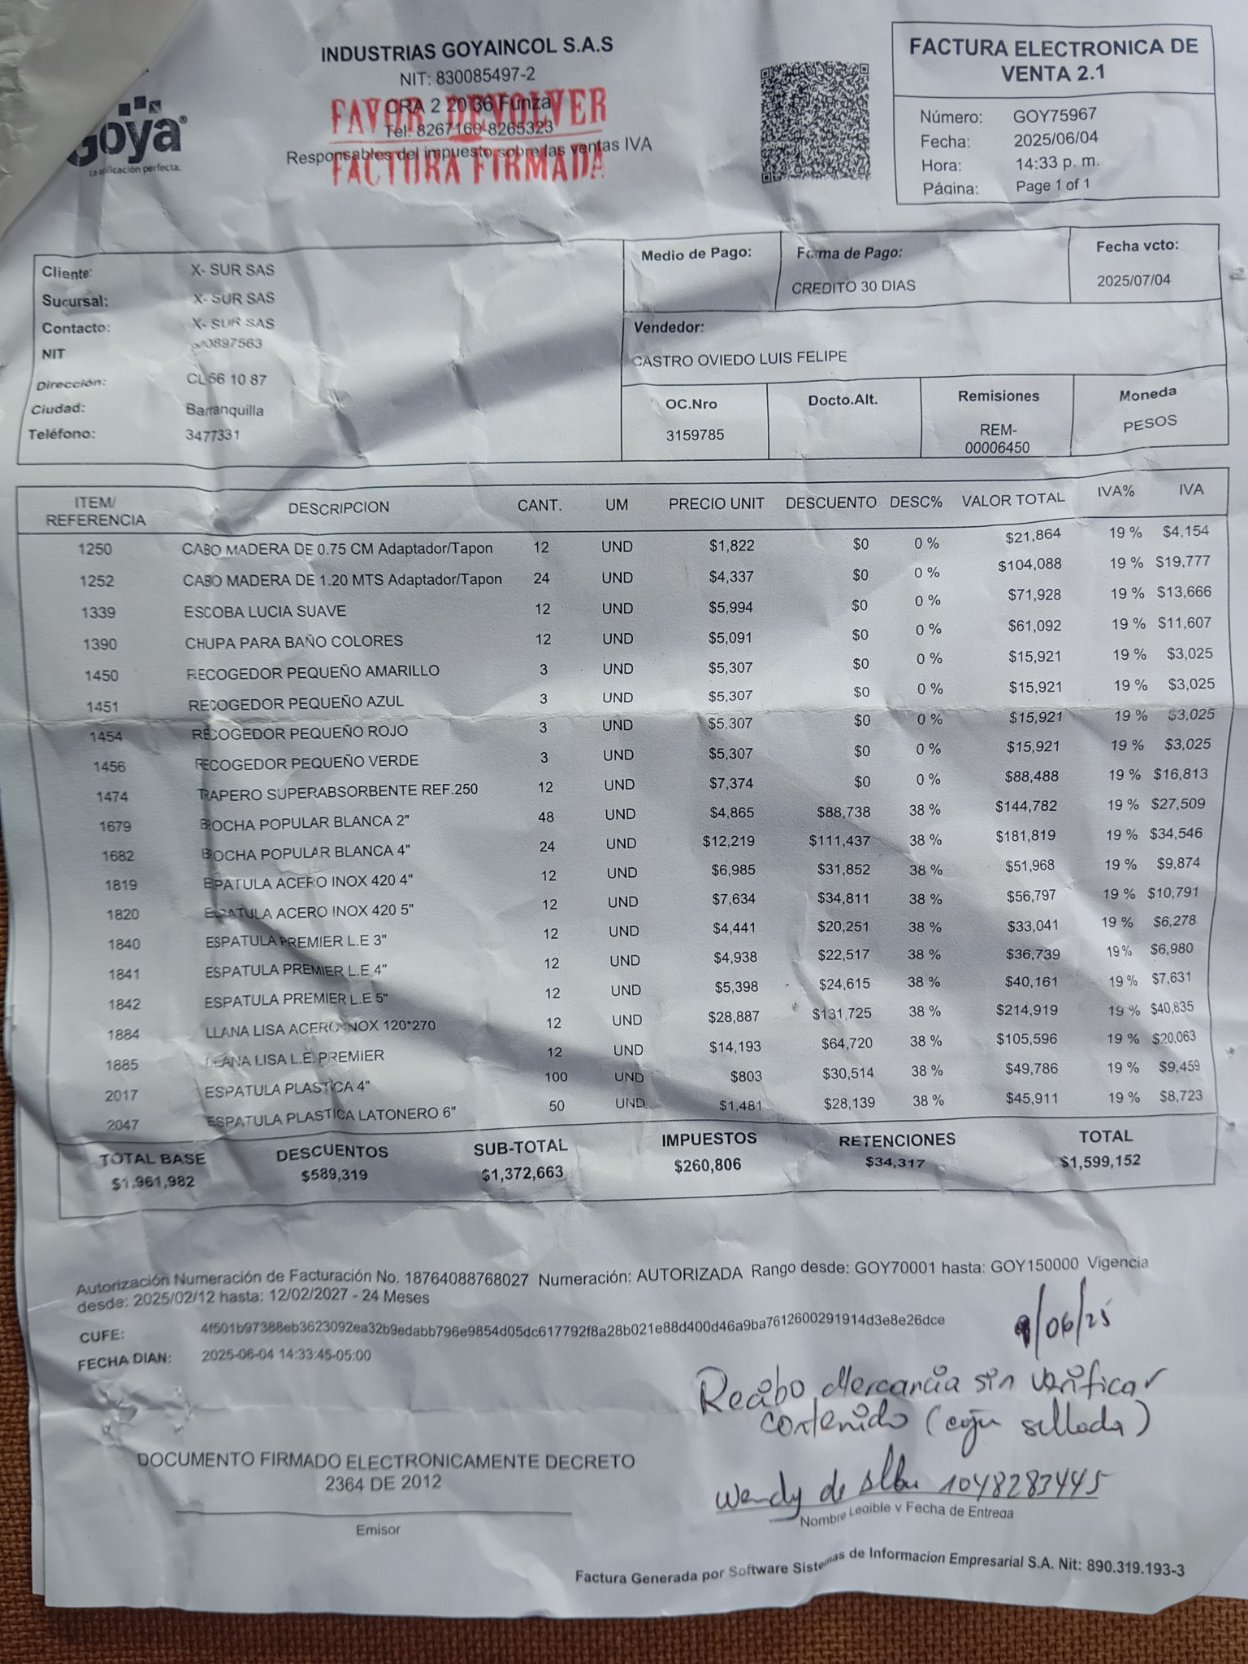 INDUSTRIAS GOYAINCOL S.A.S
NIT: 830085497-2
CRA 2 20 36 Funza
Tel: 8267160 8265323
Responsables del impuesto sobre las ventas IVA
FAVOR DEVOLVER
FACTURA FIRMADA
Goya®
La aplicación perfecta.
FACTURA ELECTRONICA DE
VENTA 2.1
Número: GOY75967
Fecha: 2025/06/04
Hora: 14:33 p. m.
Página: Page 1 of 1
Cliente: X- SUR SAS
Sucursal: X- SUR SAS
Contacto: X- SUR SAS
NIT
Dirección: CL 56 10 87
Ciudad: Barranquilla
Teléfono: 3477331
Medio de Pago: Forma de Pago: Fecha vcto:
CREDITO 30 DIAS 2025/07/04
Vendedor:
CASTRO OVIEDO LUIS FELIPE
OC.Nro Docto.Alt. Remisiones Moneda
3159785 REM-00006450 PESOS
ITEM/REFERENCIA DESCRIPCION CANT. UM PRECIO UNIT DESCUENTO DESC% VALOR TOTAL IVA% IVA
1250 CABO MADERA DE 0.75 CM Adaptador/Tapon 12 UND $1,822 $0 0 % $21,864 19 % $4,154
1252 CABO MADERA DE 1.20 MTS Adaptador/Tapon 24 UND $4,337 $0 0 % $104,088 19 % $19,777
1339 ESCOBA LUCIA SUAVE 12 UND $5,994 $0 0 % $71,928 19 % $13,666
1390 CHUPA PARA BAÑO COLORES 12 UND $5,091 $0 0 % $61,092 19 % $11,607
1450 RECOGEDOR PEQUEÑO AMARILLO 3 UND $5,307 $0 0 % $15,921 19 % $3,025
1451 RECOGEDOR PEQUEÑO AZUL 3 UND $5,307 $0 0 % $15,921 19 % $3,025
1454 RECOGEDOR PEQUEÑO ROJO 3 UND $5,307 $0 0 % $15,921 19 % $3,025
1456 RECOGEDOR PEQUEÑO VERDE 3 UND $5,307 $0 0 % $15,921 19 % $3,025
1474 TRAPERO SUPERABSORBENTE REF.250 12 UND $7,374 $0 0 % $88,488 19 % $16,813
1679 BROCHA POPULAR BLANCA 2" 48 UND $4,865 $88,738 38 % $144,782 19 % $27,509
1682 BROCHA POPULAR BLANCA 4" 24 UND $12,219 $111,437 38 % $181,819 19 % $34,546
1819 ESPATULA ACERO INOX 420 4" 12 UND $6,985 $31,852 38 % $51,968 19 % $9,874
1820 ESPATULA ACERO INOX 420 5" 12 UND $7,634 $34,811 38 % $56,797 19 % $10,791
1840 ESPATULA PREMIER L.E 3" 12 UND $4,441 $20,251 38 % $33,041 19 % $6,278
1841 ESPATULA PREMIER L.E 4" 12 UND $4,938 $22,517 38 % $36,739 19 % $6,980
1842 ESPATULA PREMIER L.E 5" 12 UND $5,398 $24,615 38 % $40,161 19 % $7,631
1884 LLANA LISA ACERO INOX 120*270 12 UND $28,887 $131,725 38 % $214,919 19 % $40,835
1885 LLANA LISA L.E. PREMIER 12 UND $14,193 $64,720 38 % $105,596 19 % $20,063
2017 ESPATULA PLASTICA 4" 100 UND $803 $30,514 38 % $49,786 19 % $9,459
2047 ESPATULA PLASTICA LATONERO 6" 50 UND $1,481 $28,139 38 % $45,911 19 % $8,723
TOTAL BASE DESCUENTOS SUB-TOTAL IMPUESTOS RETENCIONES TOTAL
$1,961,982 $589,319 $1,372,663 $260,806 $34,317 $1,599,152
Autorización Numeración de Facturación No. 18764088768027 Numeración: AUTORIZADA Rango desde: GOY70001 hasta: GOY150000 Vigencia
desde: 2025/02/12 hasta: 12/02/2027 - 24 Meses
CUFE: 4f501b97388eb3623092ea32b9edabb796e9854d05dc617792f8a28b021e88d400d46a9ba7612600291914d3e8e26dce
FECHA DIAN: 2025-06-04 14:33:45-05:00
9/06/25
Recibo Mercancia sin verificar
contenido (caja sellada)
DOCUMENTO FIRMADO ELECTRONICAMENTE DECRETO
2364 DE 2012
Wendy de Alba 1048283445
Nombre Legible y Fecha de Entrega
Emisor
Factura Generada por Software Sistemas de Informacion Empresarial S.A. Nit: 890.319.193-3